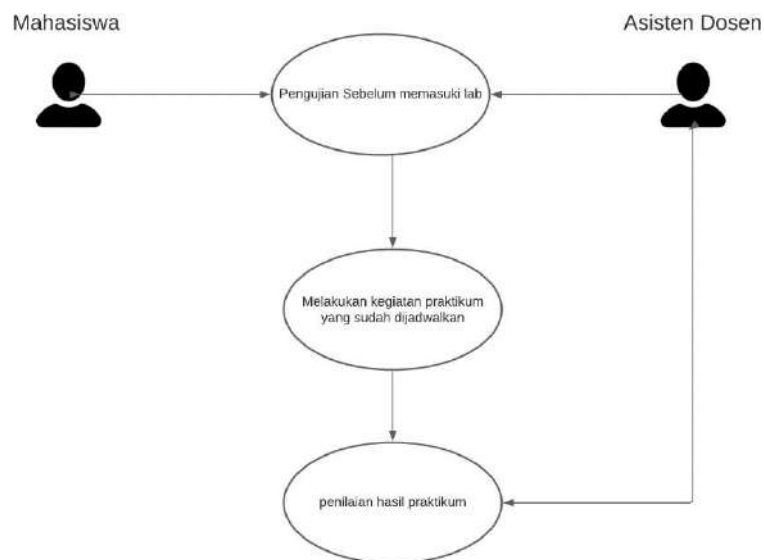 Mahasiswa
Asisten Dosen
Pengujian Sebelum memasuki lab
Melakukan kegiatan praktikum
yang sudah dijadwalkan
penilaian hasil praktikum